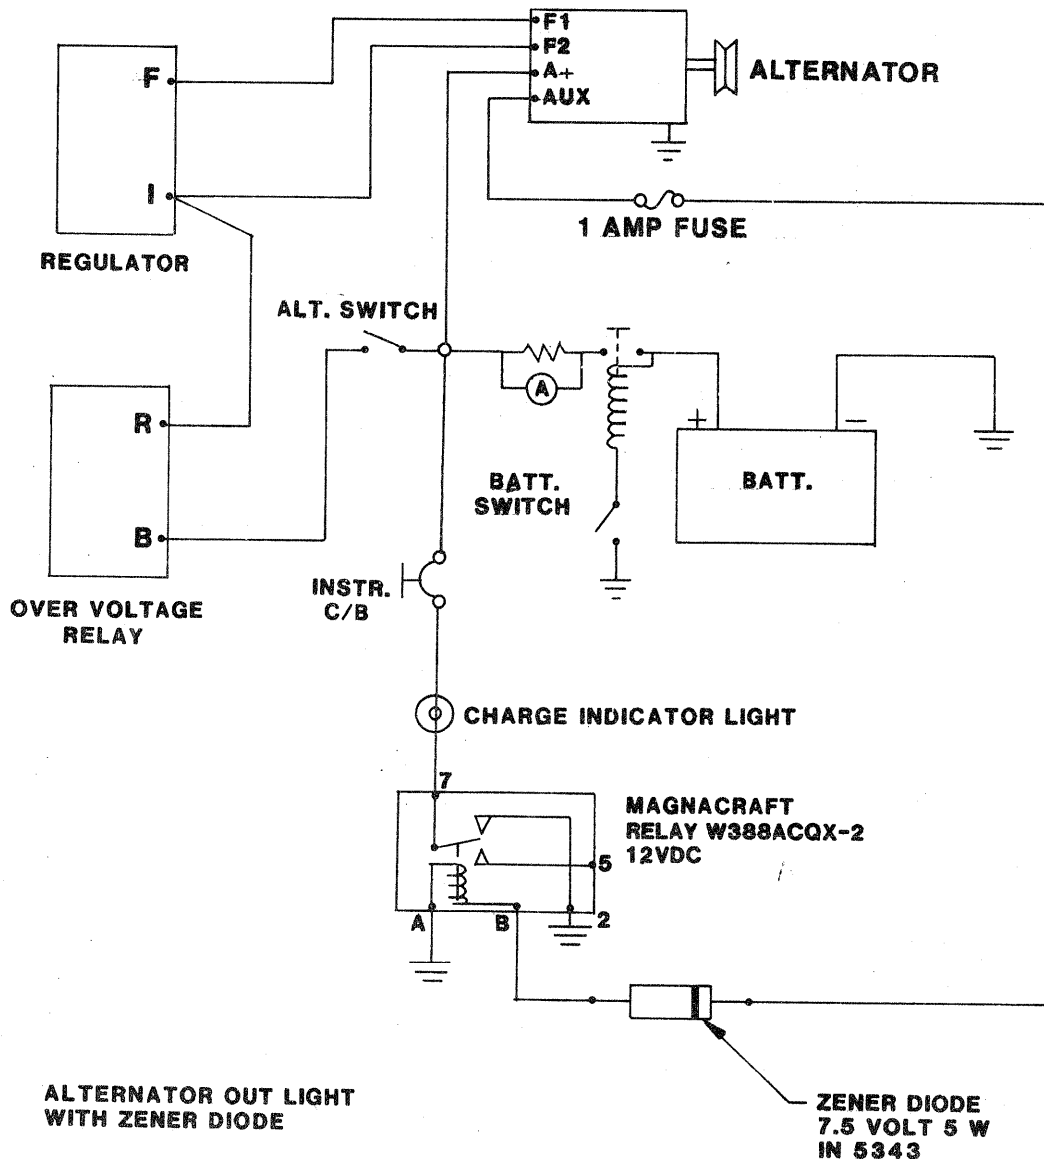 F1
F2
A+
AUX
ALTERNATOR
F
I
REGULATOR
1 AMP FUSE
ALT. SWITCH
A
R
B
OVER VOLTAGE
RELAY
+
−
BATT.
BATT.
SWITCH
INSTR.
C/B
CHARGE INDICATOR LIGHT
7
5
A
B
2
MAGNACRAFT
RELAY W388ACQX-2
12VDC
ALTERNATOR OUT LIGHT
WITH ZENER DIODE
ZENER DIODE
7.5 VOLT 5 W
IN 5343